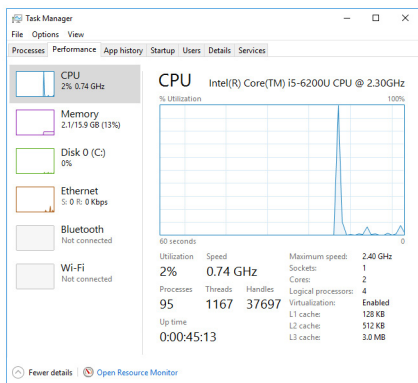 Task Manager
File Options View
Processes Performance App history Startup Users Details Services
CPU
2% 0.74 GHz
Memory
2.1/15.9 GB (13%)
Disk 0 (C:)
0%
Ethernet
S: 0 R: 0 Kbps
Bluetooth
Not connected
Wi-Fi
Not connected
CPU Intel(R) Core(TM) i5-6200U CPU @ 2.30GHz
% Utilization 100%
60 seconds 0
Utilization Speed
2% 0.74 GHz
Processes Threads Handles
95 1167 37697
Up time
0:00:45:13
Maximum speed: 2.40 GHz
Sockets: 1
Cores: 2
Logical processors: 4
Virtualization: Enabled
L1 cache: 128 KB
L2 cache: 512 KB
L3 cache: 3.0 MB
Fewer details Open Resource Monitor